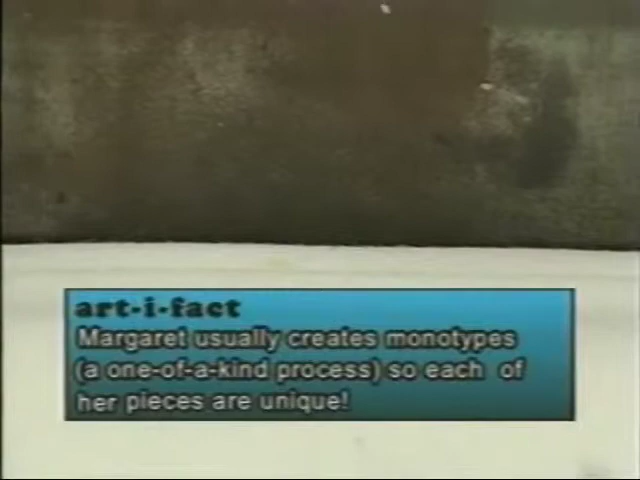 art-i-fact
Margaret usually creates monotypes
(a one-of-a-kind process) so each of
her pieces are unique!